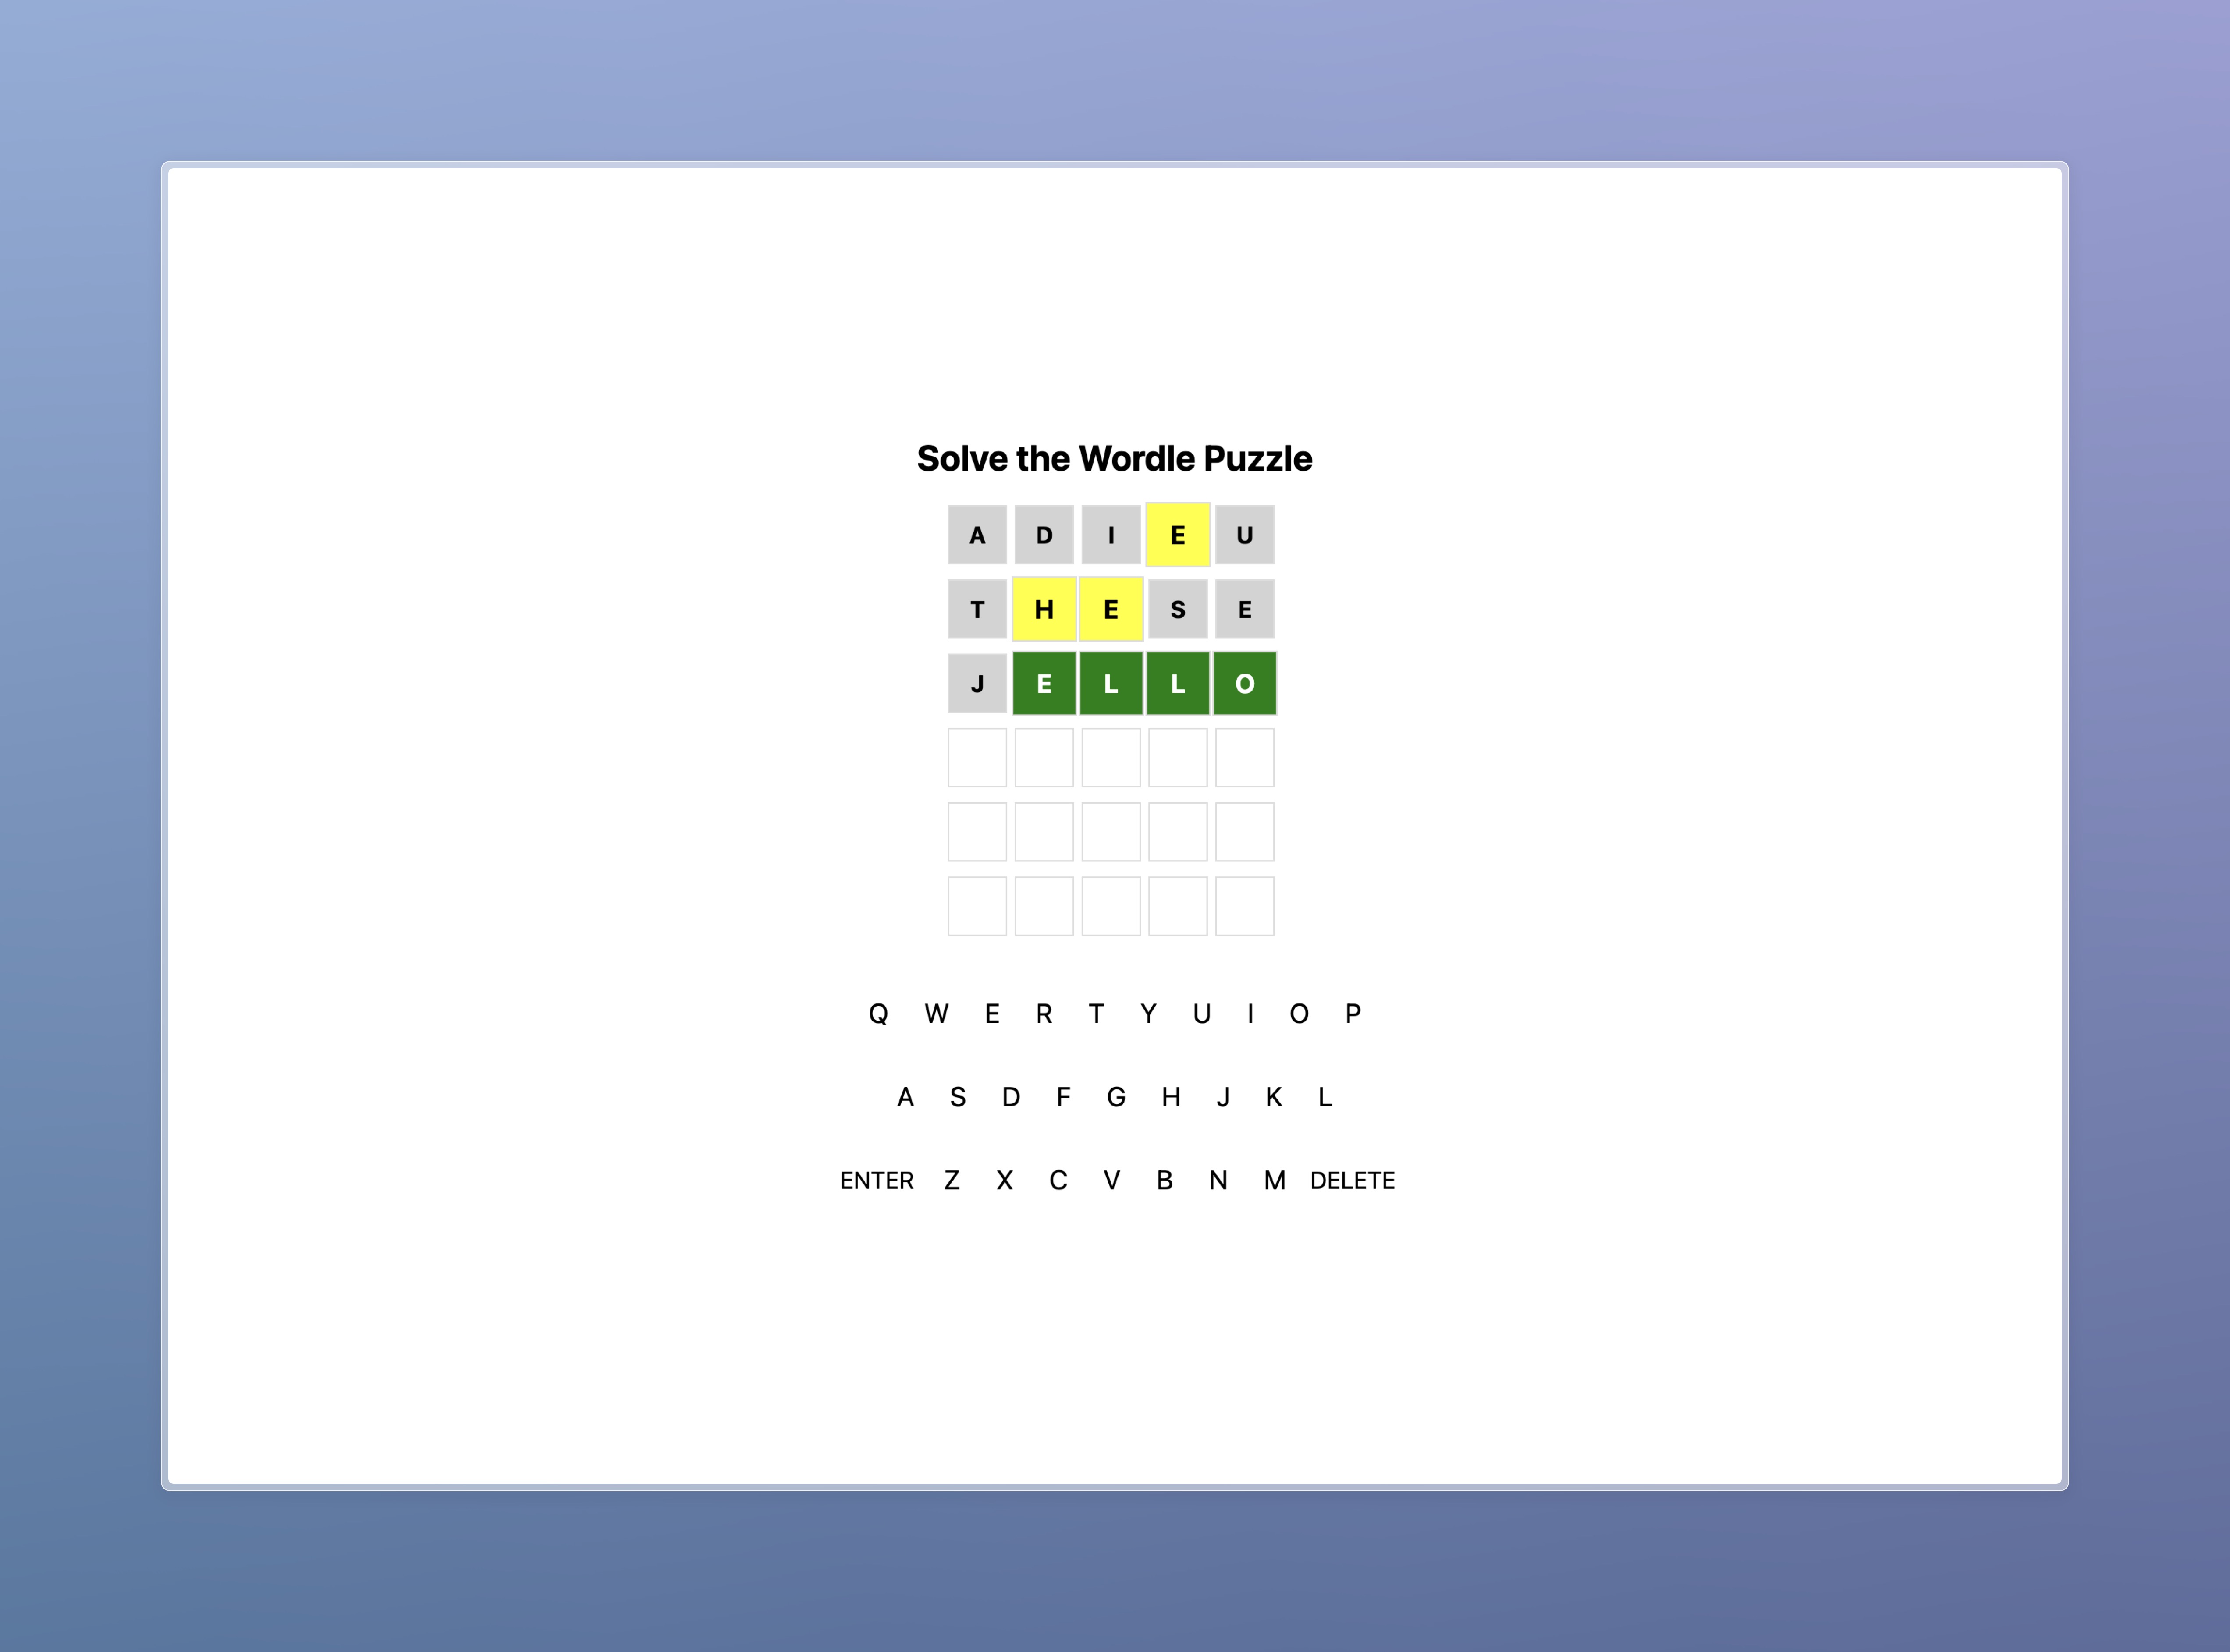 Solve the Wordle Puzzle
A D I E U
T H E S E
J E L L O
Q W E R T Y U I O P
A S D F G H J K L
ENTER Z X C V B N M DELETE